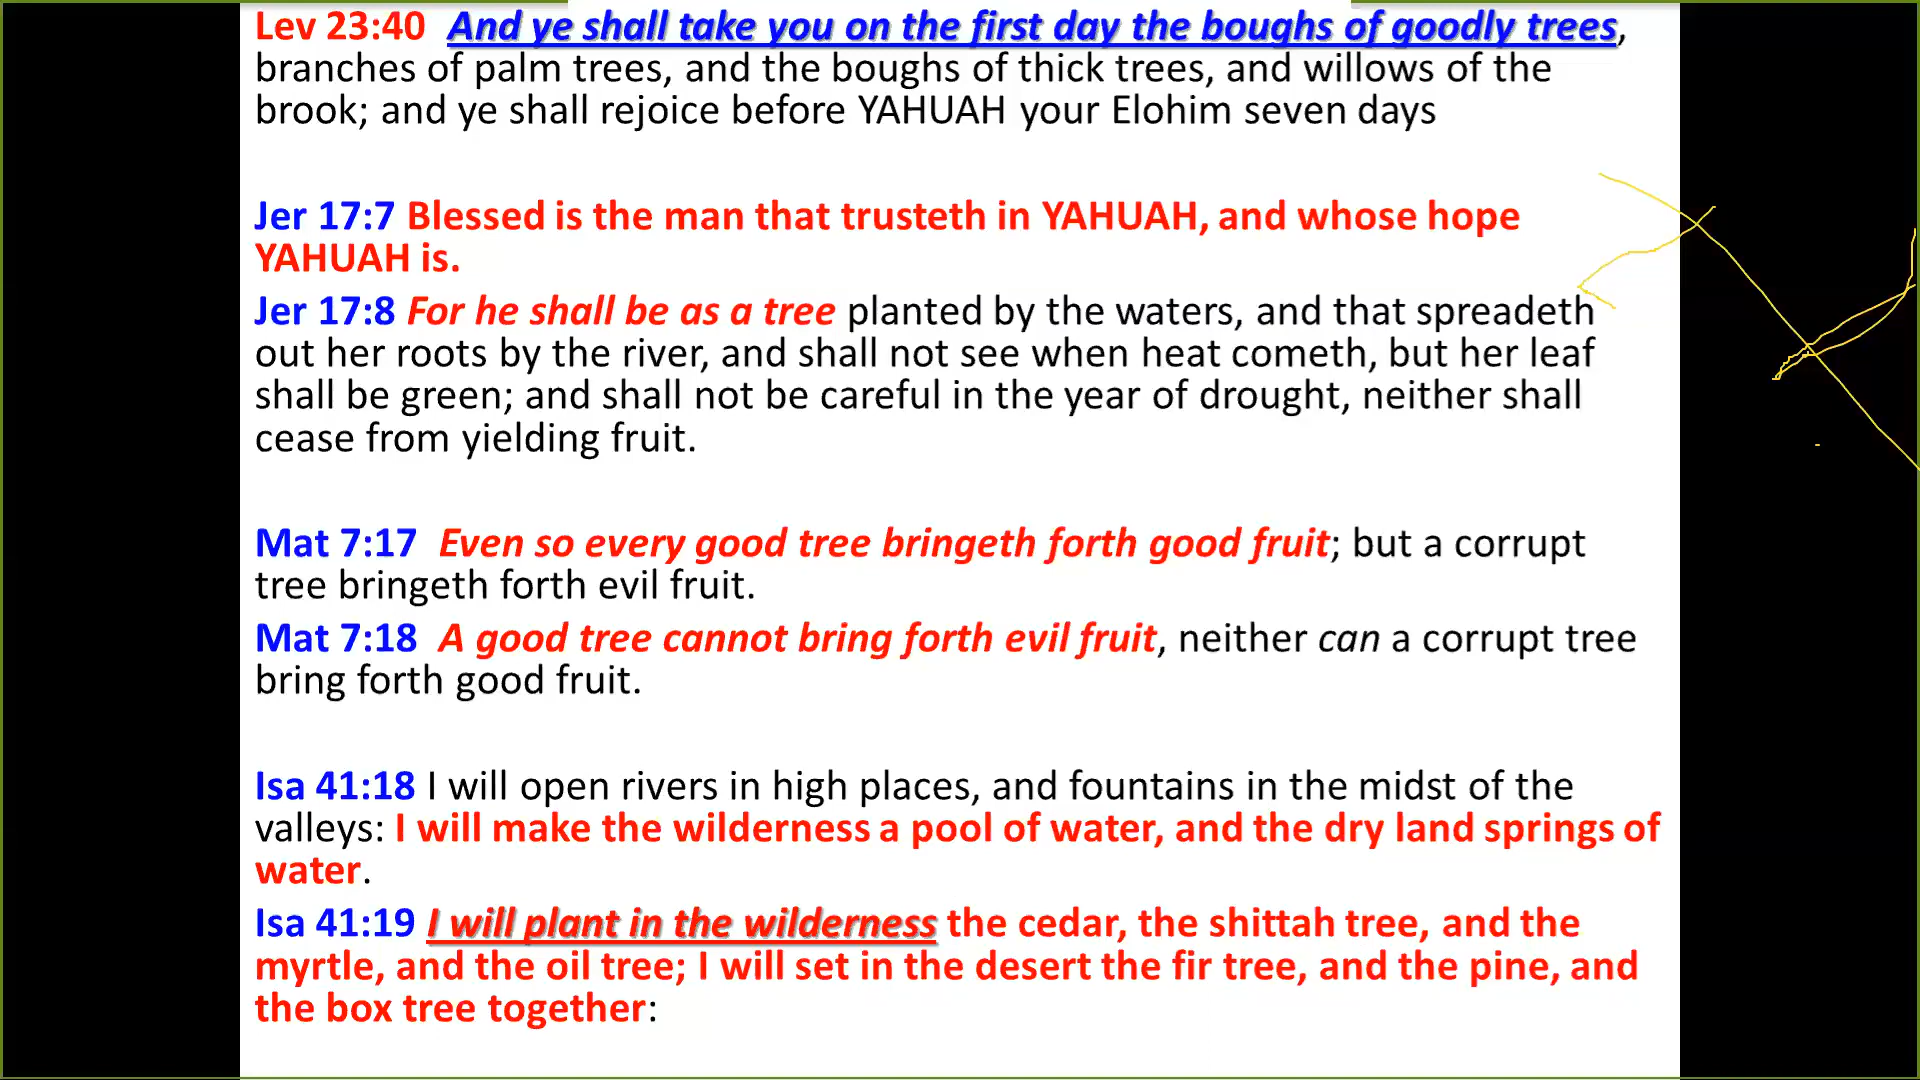 Lev 23:40 And ye shall take you on the first day the boughs of goodly trees,
branches of palm trees, and the boughs of thick trees, and willows of the
brook; and ye shall rejoice before YAHUAH your Elohim seven days
Jer 17:7 Blessed is the man that trusteth in YAHUAH, and whose hope
YAHUAH is.
Jer 17:8 For he shall be as a tree planted by the waters, and that spreadeth
out her roots by the river, and shall not see when heat cometh, but her leaf
shall be green; and shall not be careful in the year of drought, neither shall
cease from yielding fruit.
Mat 7:17 Even so every good tree bringeth forth good fruit; but a corrupt
tree bringeth forth evil fruit.
Mat 7:18 A good tree cannot bring forth evil fruit, neither can a corrupt tree
bring forth good fruit.
Isa 41:18 I will open rivers in high places, and fountains in the midst of the
valleys: I will make the wilderness a pool of water, and the dry land springs of
water.
Isa 41:19 I will plant in the wilderness the cedar, the shittah tree, and the
myrtle, and the oil tree; I will set in the desert the fir tree, and the pine, and
the box tree together: